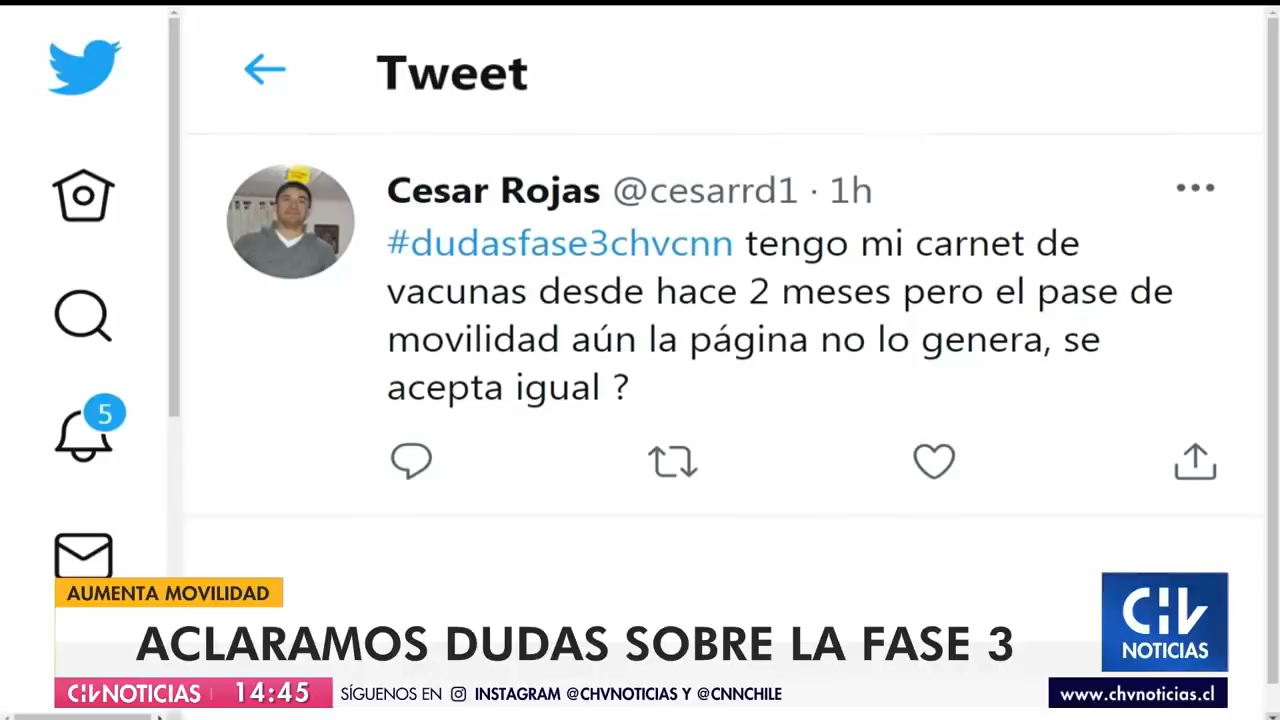 Tweet
Cesar Rojas @cesarrd1 · 1h
#dudasfase3chvcnn tengo mi carnet de
vacunas desde hace 2 meses pero el pase de
movilidad aún la página no lo genera, se
acepta igual ?
5
AUMENTA MOVILIDAD
ACLARAMOS DUDAS SOBRE LA FASE 3
CHV NOTICIAS
CHV NOTICIAS 14:45 SÍGUENOS EN INSTAGRAM @CHVNOTICIAS Y @CNNCHILE
www.chvnoticias.cl